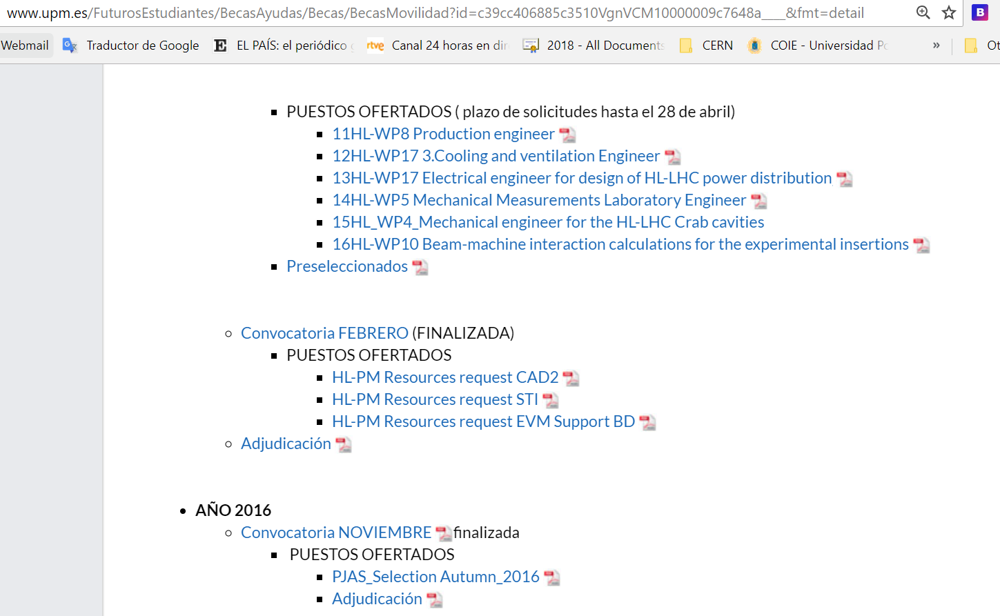 www.upm.es/FuturosEstudiantes/BecasAyudas/Becas/BecasMovilidad?id=c39cc406885c3510VgnVCM10000009c7648a____&fmt=detail
Webmail Traductor de Google EL PAÍS: el periódico Canal 24 horas en dir 2018 - All Documents CERN COIE - Universidad Po » Ot
PUESTOS OFERTADOS ( plazo de solicitudes hasta el 28 de abril)
11HL-WP8 Production engineer
12HL-WP17 3.Cooling and ventilation Engineer
13HL-WP17 Electrical engineer for design of HL-LHC power distribution
14HL-WP5 Mechanical Measurements Laboratory Engineer
15HL_WP4_Mechanical engineer for the HL-LHC Crab cavities
16HL-WP10 Beam-machine interaction calculations for the experimental insertions
Preseleccionados
Convocatoria FEBRERO (FINALIZADA)
PUESTOS OFERTADOS
HL-PM Resources request CAD2
HL-PM Resources request STI
HL-PM Resources request EVM Support BD
Adjudicación
AÑO 2016
Convocatoria NOVIEMBRE finalizada
PUESTOS OFERTADOS
PJAS_Selection Autumn_2016
Adjudicación